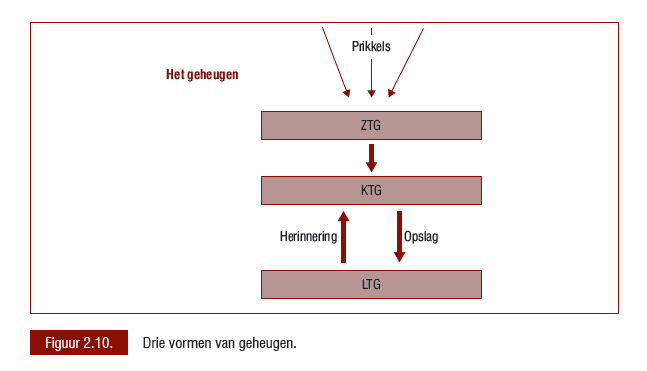 Prikkels
Het geheugen
ZTG
KTG
Herinnering
Opslag
LTG
Figuur 2.10. Drie vormen van geheugen.